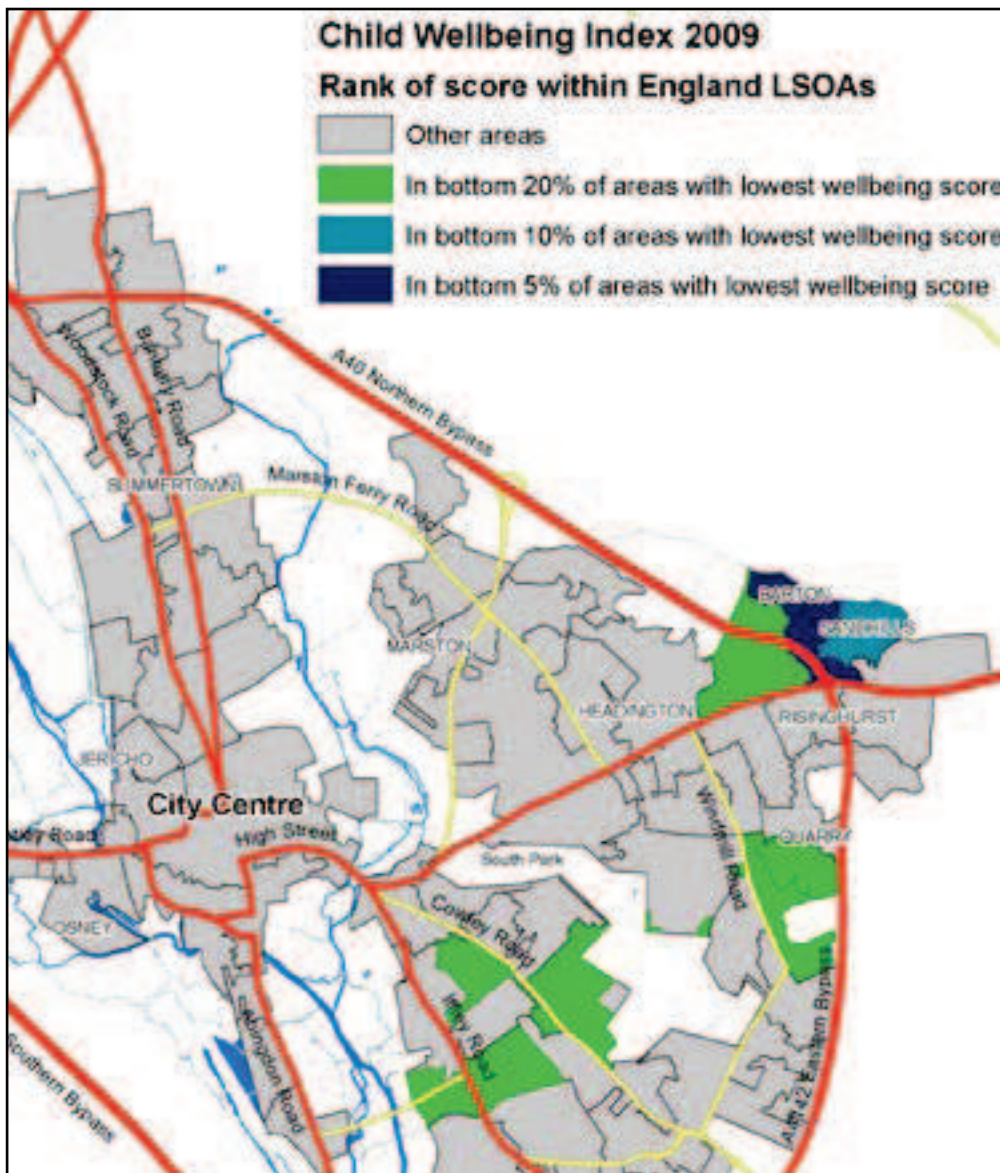 Child Wellbeing Index 2009
Rank of score within England LSOAs
Other areas
In bottom 20% of areas with lowest wellbeing score
In bottom 10% of areas with lowest wellbeing score
In bottom 5% of areas with lowest wellbeing score
Woodstock Road
Banbury Road
A40 Northern Bypass
SUMMERTOWN
Marston Ferry Road
BARTON
SANDHILLS
MARSTON
HEADINGTON
RISINGHURST
JERICHO
City Centre
High Street
Road
Windmill Road
QUARRY
South Park
Cowley Road
OSNEY
Iffley Road
Abingdon Road
Southern Bypass
Eastern Bypass